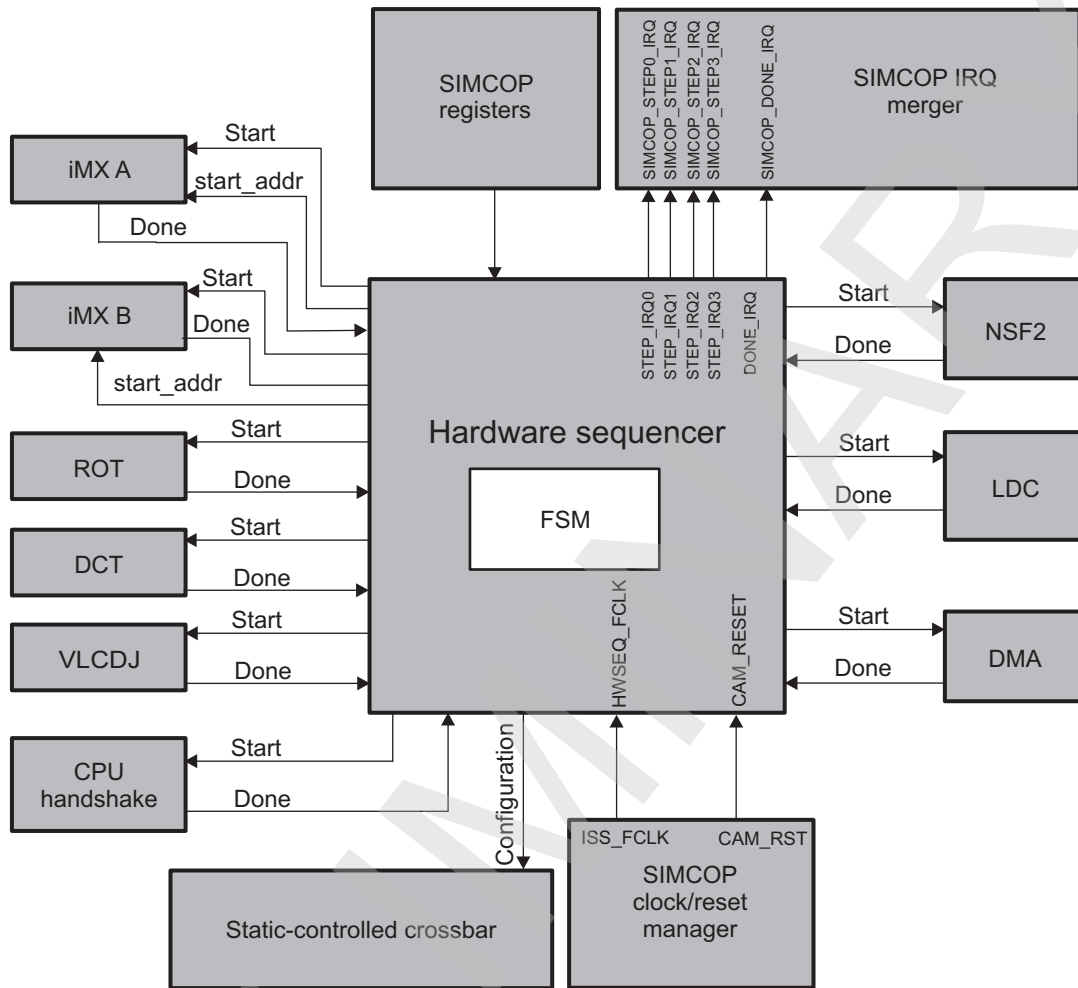 SIMCOP
registers
SIMCOP_STEP0_IRQ
SIMCOP_STEP1_IRQ
SIMCOP_STEP2_IRQ
SIMCOP_STEP3_IRQ
SIMCOP_DONE_IRQ
SIMCOP IRQ
merger
iMX A
Start
start_addr
Done
iMX B
Start
Done
start_addr
STEP_IRQ0
STEP_IRQ1
STEP_IRQ2
STEP_IRQ3
DONE_IRQ
Start
Done
NSF2
Hardware sequencer
FSM
ROT
Start
Done
Start
Done
LDC
DCT
Start
Done
VLCDJ
Start
Done
HWSEQ_FCLK
CAM_RESET
Start
Done
DMA
CPU
handshake
Start
Done
Configuration
ISS_FCLK
CAM_RST
SIMCOP
clock/reset
manager
Static-controlled crossbar